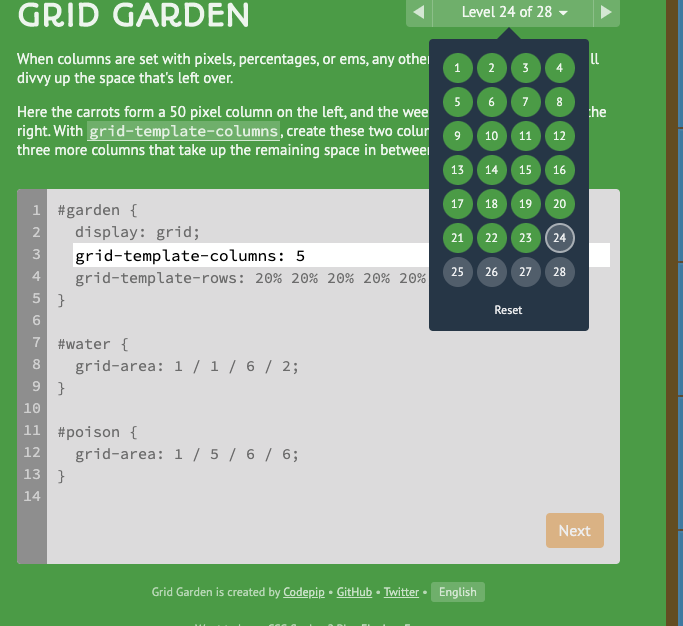 GRID GARDEN
Level 24 of 28
When columns are set with pixels, percentages, or ems, any othe ll
divvy up the space that's left over.
Here the carrots form a 50 pixel column on the left, and the wee the
right. With grid-template-columns, create these two colu
three more columns that take up the remaining space in betwee
1 2 3 4
5 6 7 8
9 10 11 12
13 14 15 16
17 18 19 20
21 22 23 24
25 26 27 28
Reset
1 #garden {
2 display: grid;
3 grid-template-columns: 5
4 grid-template-rows: 20% 20% 20% 20% 20%
5 }
6
7 #water {
8 grid-area: 1 / 1 / 6 / 2;
9 }
10
11 #poison {
12 grid-area: 1 / 5 / 6 / 6;
13 }
14
Next
Grid Garden is created by Codepip • GitHub • Twitter • English